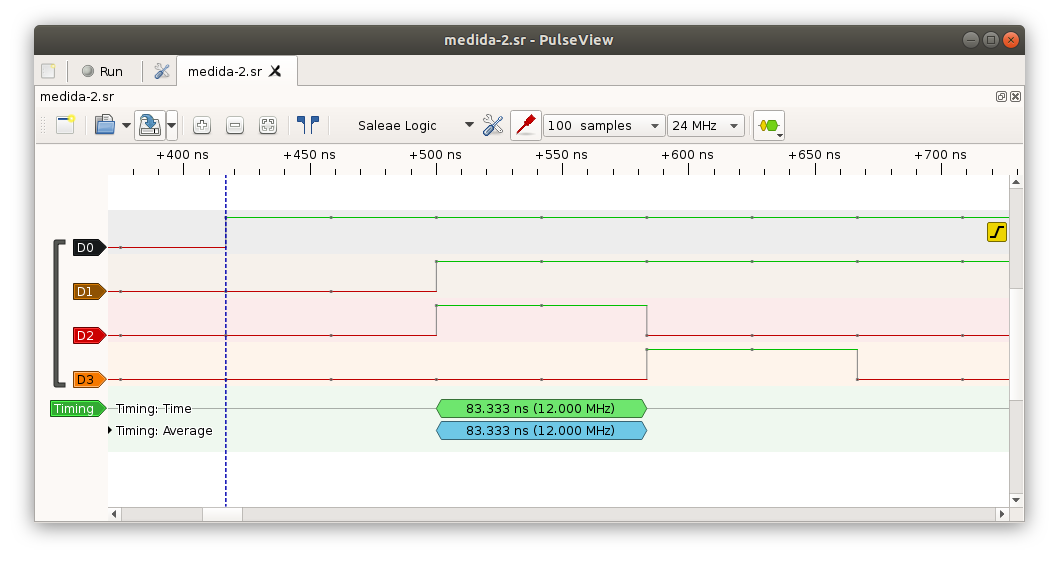 medida-2.sr - PulseView
Run
medida-2.sr
medida-2.sr
Saleae Logic
100 samples
24 MHz
+400 ns +450 ns +500 ns +550 ns +600 ns +650 ns +700 ns
D0
D1
D2
D3
Timing Timing: Time 83.333 ns (12.000 MHz)
Timing: Average 83.333 ns (12.000 MHz)